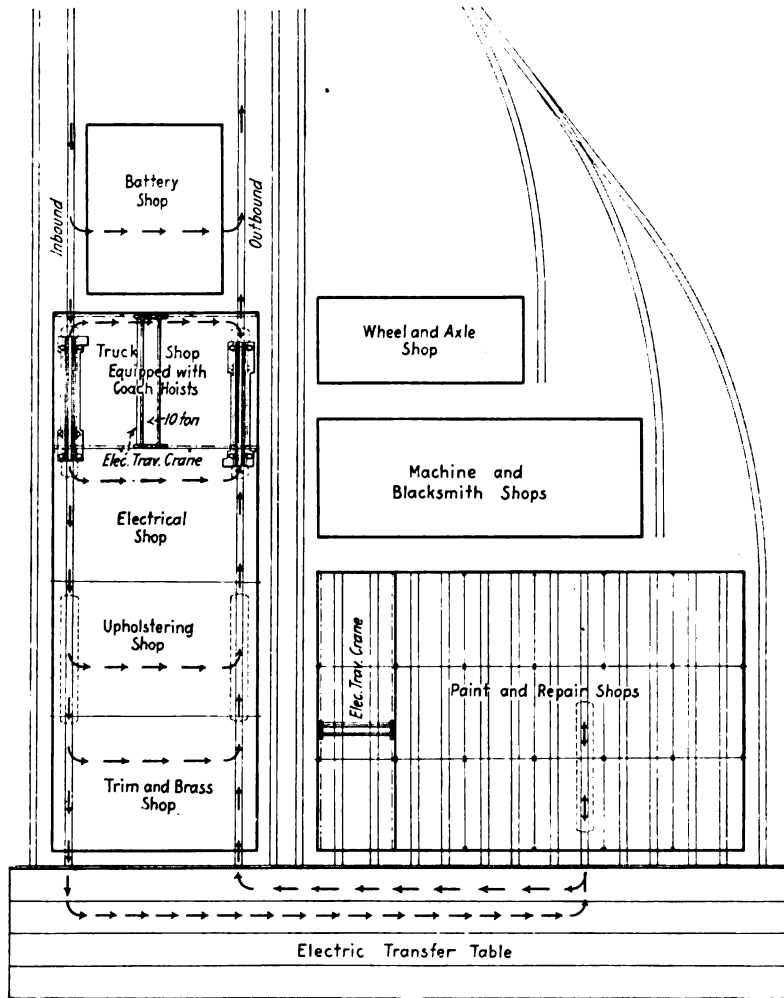 Battery
Shop
Inbound
Outbound
Truck Shop
Equipped with
Coach Hoists
10 ton
Elec. Trav. Crane
Electrical
Shop
Upholstering
Shop
Trim and Brass
Shop
Wheel and Axle
Shop
Machine and
Blacksmith Shops
Elec. Trav. Crane
Paint and Repair Shops
Electric Transfer Table